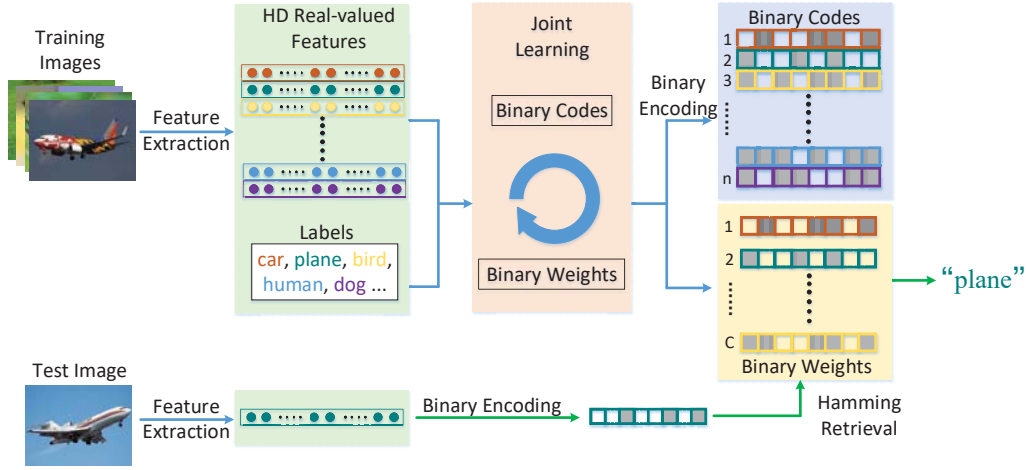 Training
Images
Feature
Extraction
HD Real-valued
Features
Labels
car, plane, bird,
human, dog ...
Joint
Learning
Binary Codes
Binary Weights
Binary
Encoding
Binary Codes
1
2
3
n
1
2
C
Binary Weights
“plane”
Test Image
Feature
Extraction
Binary Encoding
Hamming
Retrieval